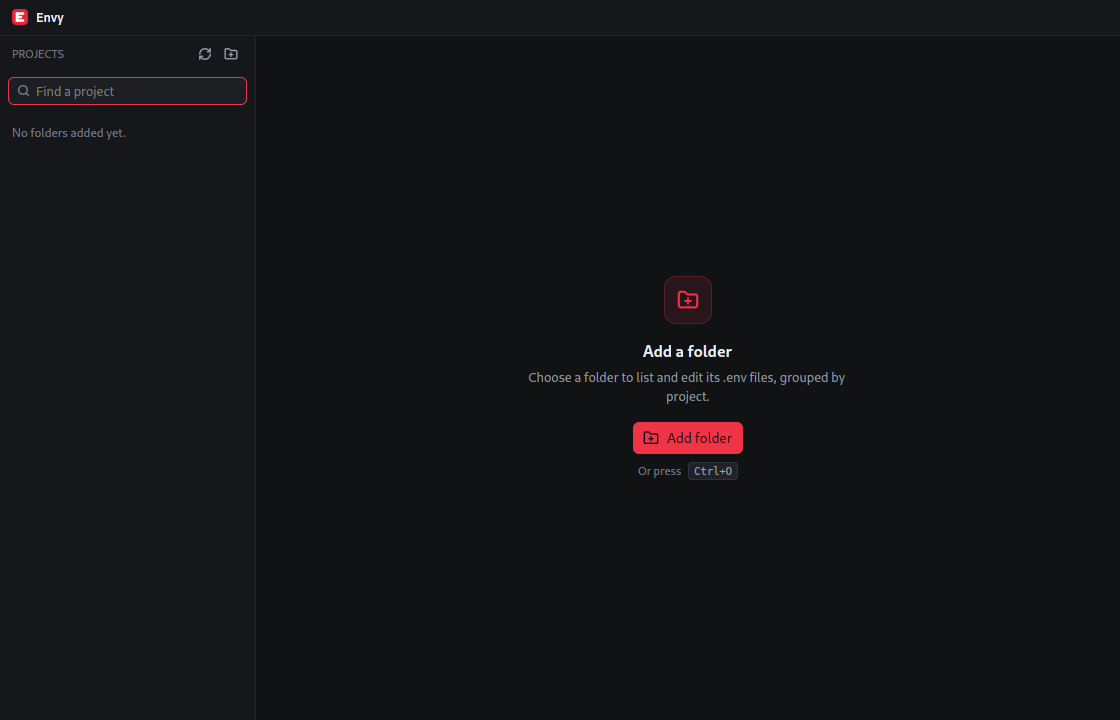 E Envy
PROJECTS
Find a project
No folders added yet.
Add a folder
Choose a folder to list and edit its .env files, grouped by
project.
Add folder
Or press Ctrl+O